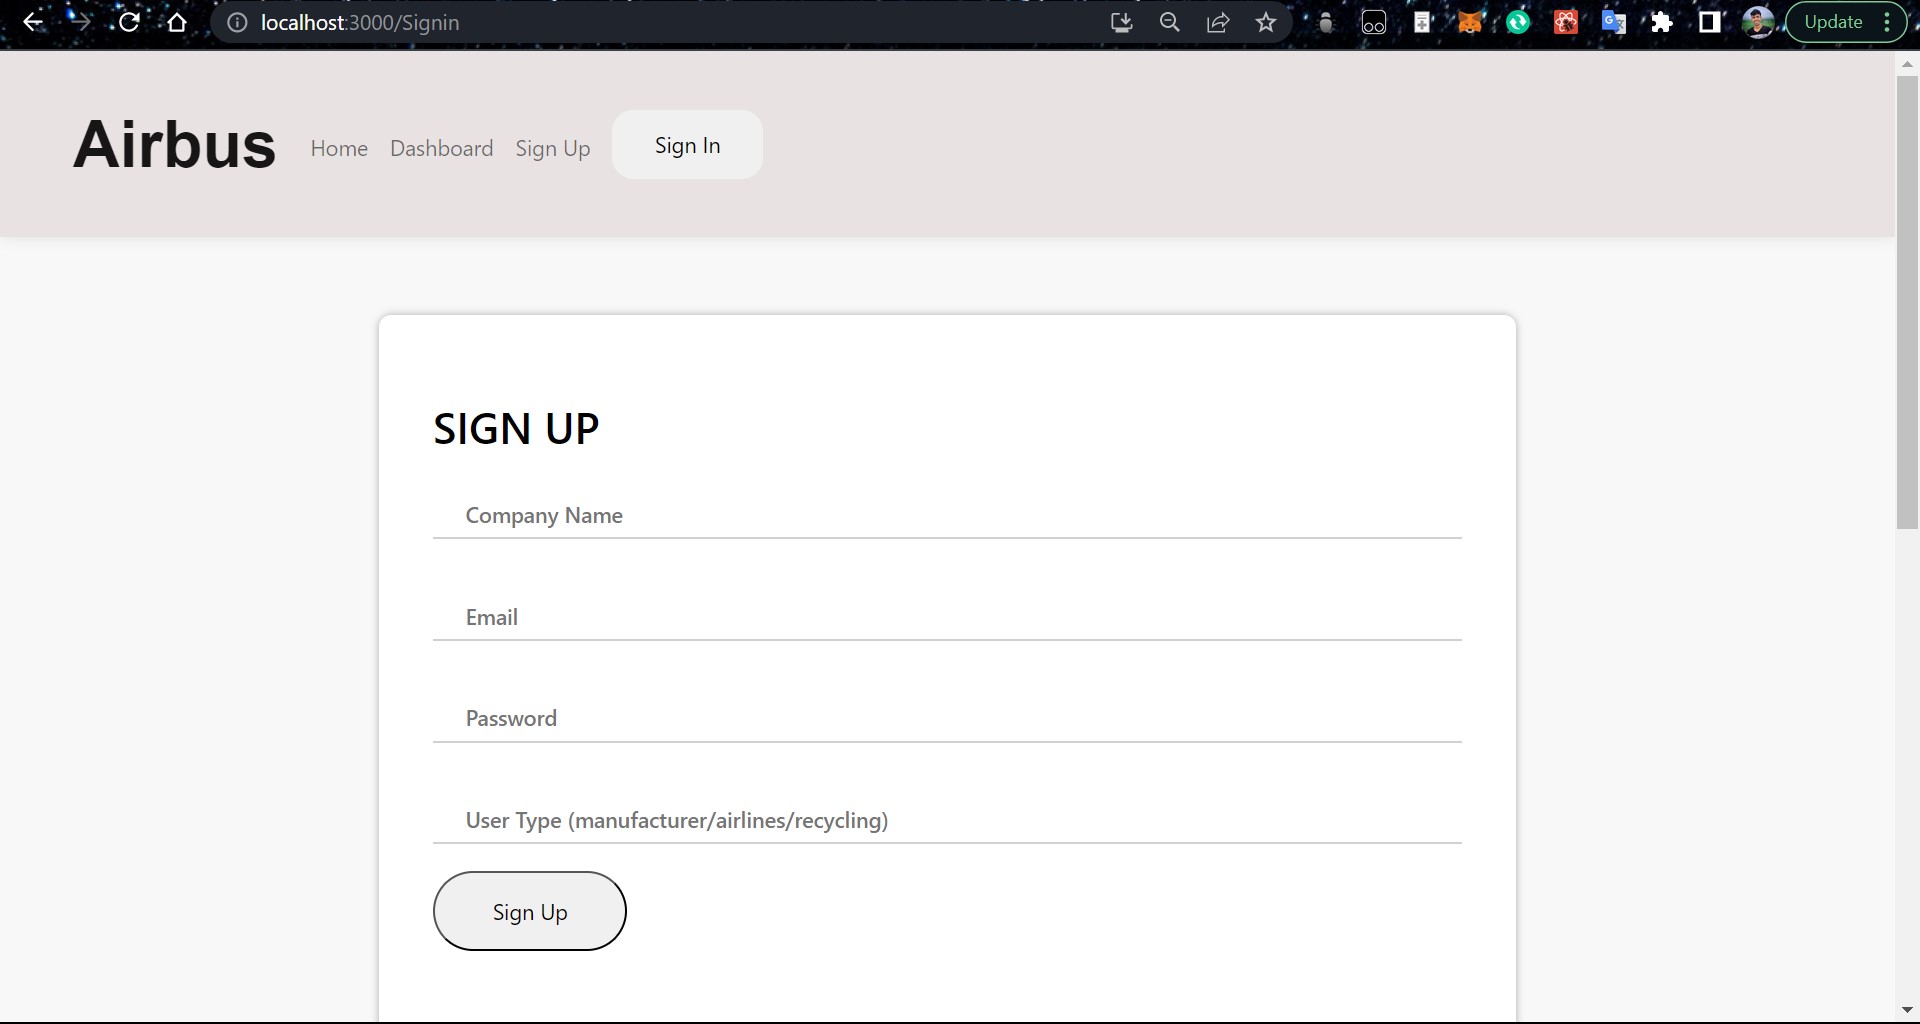 localhost:3000/Signin
Update
Airbus Home Dashboard Sign Up Sign In
SIGN UP
Company Name
Email
Password
User Type (manufacturer/airlines/recycling)
Sign Up